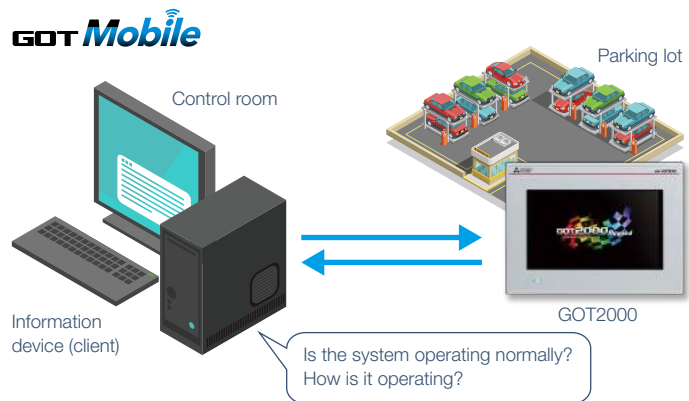 GOT Mobile
Parking lot
Control room
GOT2000
GOT2000
Information
device (client)
Is the system operating normally?
How is it operating?